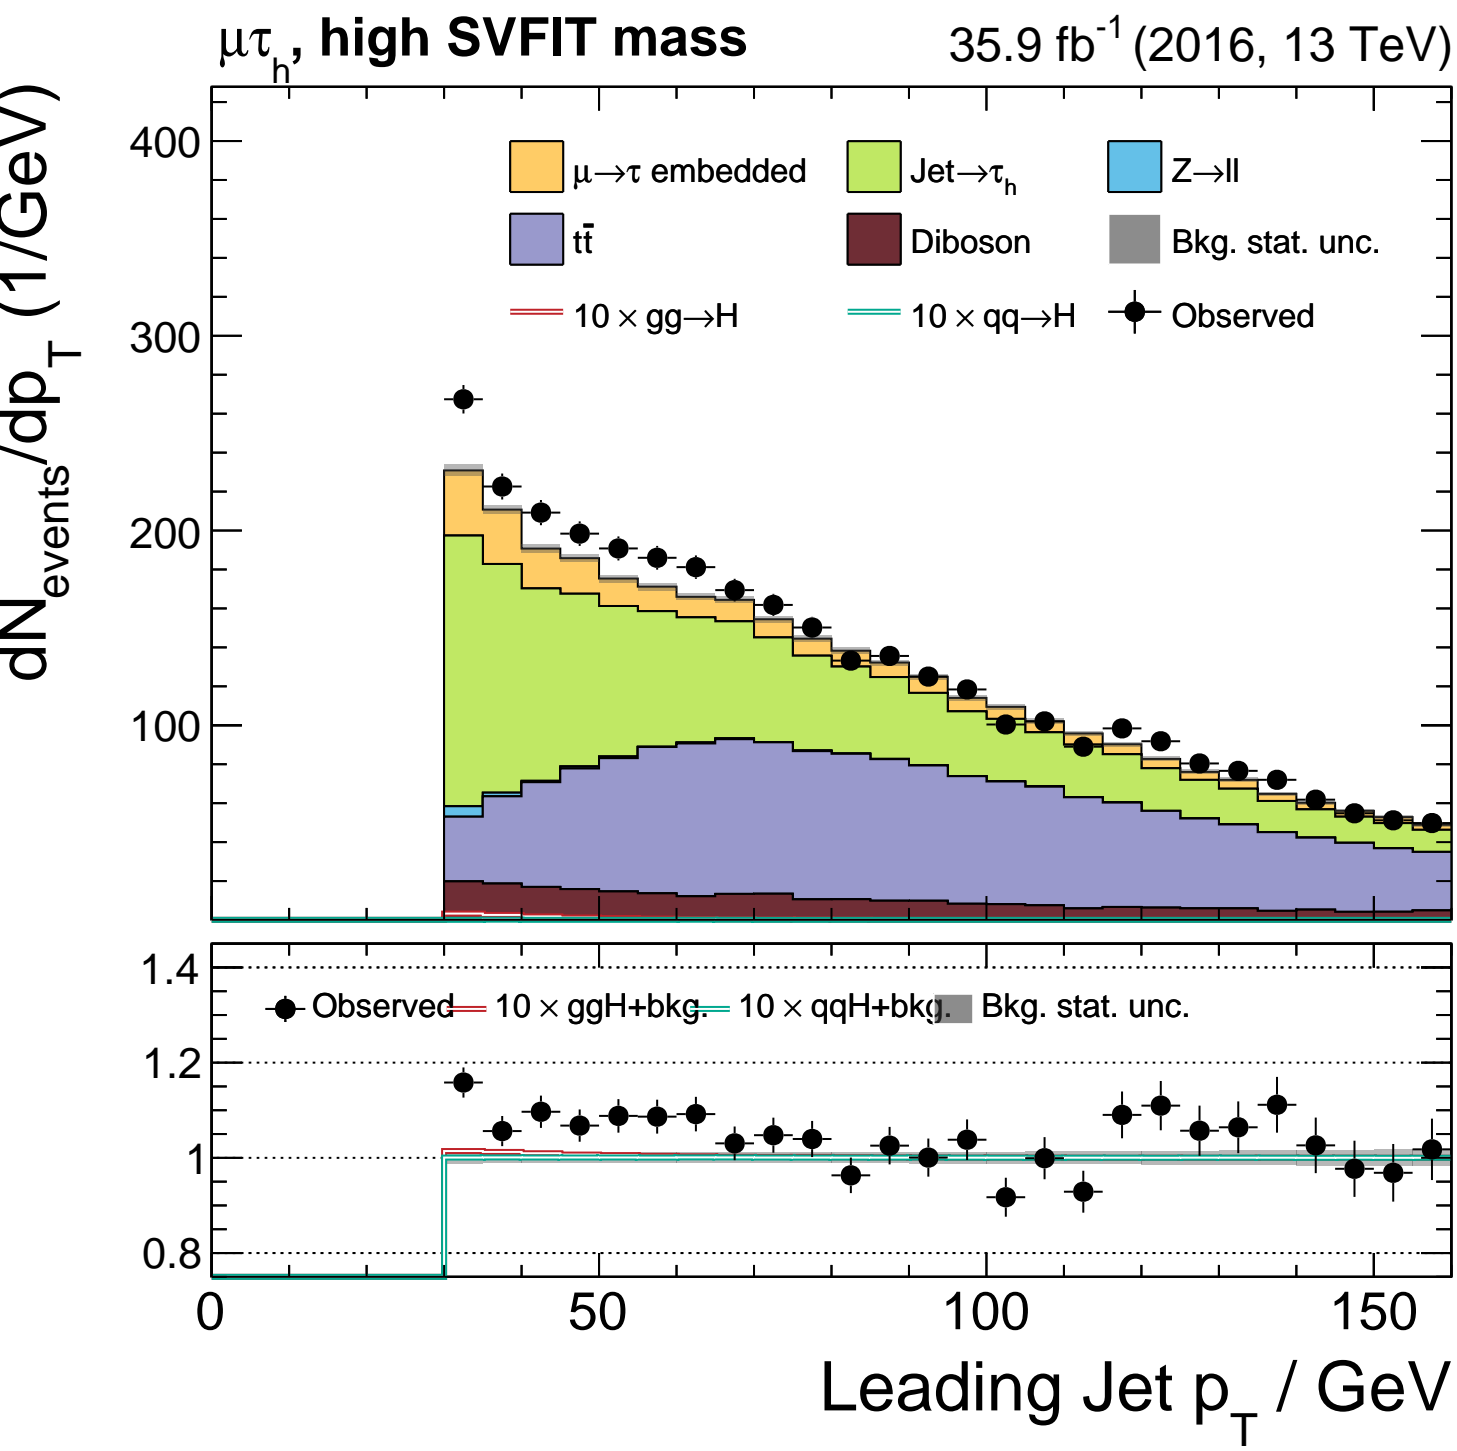 μτh, high SVFIT mass 35.9 fb-1 (2016, 13 TeV)
dNevents/dpT (1/GeV)
400
300
200
100
μ→τ embedded Jet→τh Z→ll
tt̄ Diboson Bkg. stat. unc.
10 × gg→H 10 × qq→H Observed
1.4
1.2
1
0.8
Observed 10 × ggH+bkg. 10 × qqH+bkg. Bkg. stat. unc.
0 50 100 150
Leading Jet pT / GeV